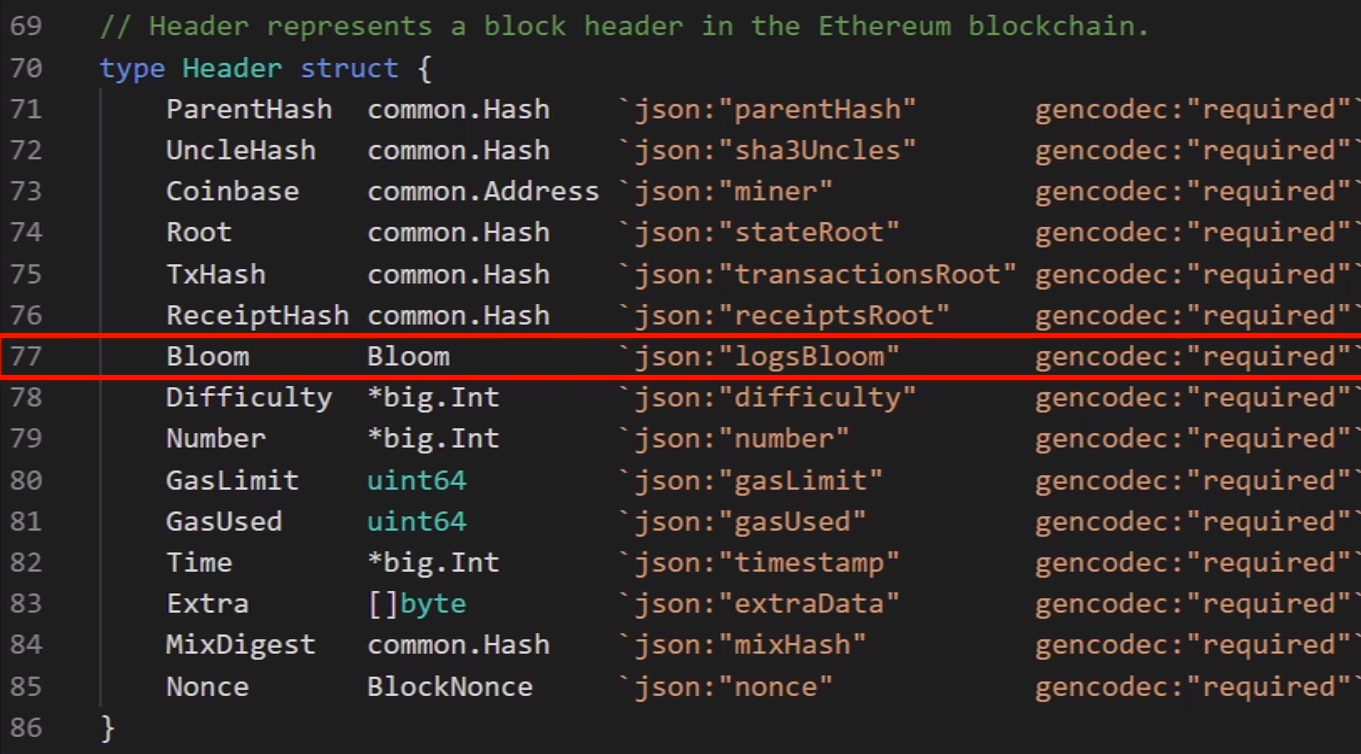 69 // Header represents a block header in the Ethereum blockchain.
70 type Header struct {
71 ParentHash common.Hash `json:"parentHash" gencodec:"required"`
72 UncleHash common.Hash `json:"sha3Uncles" gencodec:"required"`
73 Coinbase common.Address `json:"miner" gencodec:"required"`
74 Root common.Hash `json:"stateRoot" gencodec:"required"`
75 TxHash common.Hash `json:"transactionsRoot" gencodec:"required"`
76 ReceiptHash common.Hash `json:"receiptsRoot" gencodec:"required"`
77 Bloom Bloom `json:"logsBloom" gencodec:"required"`
78 Difficulty *big.Int `json:"difficulty" gencodec:"required"`
79 Number *big.Int `json:"number" gencodec:"required"`
80 GasLimit uint64 `json:"gasLimit" gencodec:"required"`
81 GasUsed uint64 `json:"gasUsed" gencodec:"required"`
82 Time *big.Int `json:"timestamp" gencodec:"required"`
83 Extra []byte `json:"extraData" gencodec:"required"`
84 MixDigest common.Hash `json:"mixHash" gencodec:"required"`
85 Nonce BlockNonce `json:"nonce" gencodec:"required"`
86 }